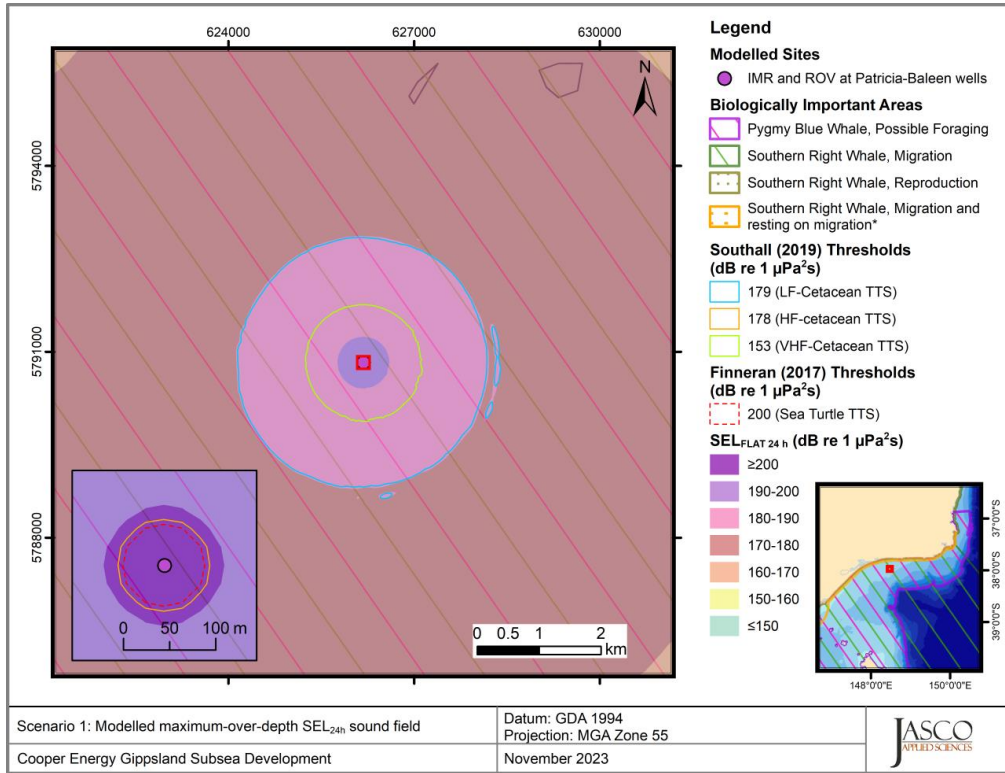 624000
627000
630000
5794000
5791000
5788000
N
0 50 100 m
0 0.5 1 2
km
Legend
Modelled Sites
IMR and ROV at Patricia-Baleen wells
Biologically Important Areas
Pygmy Blue Whale, Possible Foraging
Southern Right Whale, Migration
Southern Right Whale, Reproduction
Southern Right Whale, Migration and
resting on migration*
Southall (2019) Thresholds
(dB re 1 µPa²s)
179 (LF-Cetacean TTS)
178 (HF-cetacean TTS)
153 (VHF-Cetacean TTS)
Finneran (2017) Thresholds
(dB re 1 µPa²s)
200 (Sea Turtle TTS)
SELFLAT 24 h (dB re 1 µPa²s)
≥200
190-200
180-190
170-180
160-170
150-160
≤150
37°0'0"S
38°0'0"S
39°0'0"S
148°0'0"E
150°0'0"E
Scenario 1: Modelled maximum-over-depth SEL24h sound field
Datum: GDA 1994
Projection: MGA Zone 55
Cooper Energy Gippsland Subsea Development
November 2023
JASCO
APPLIED SCIENCES